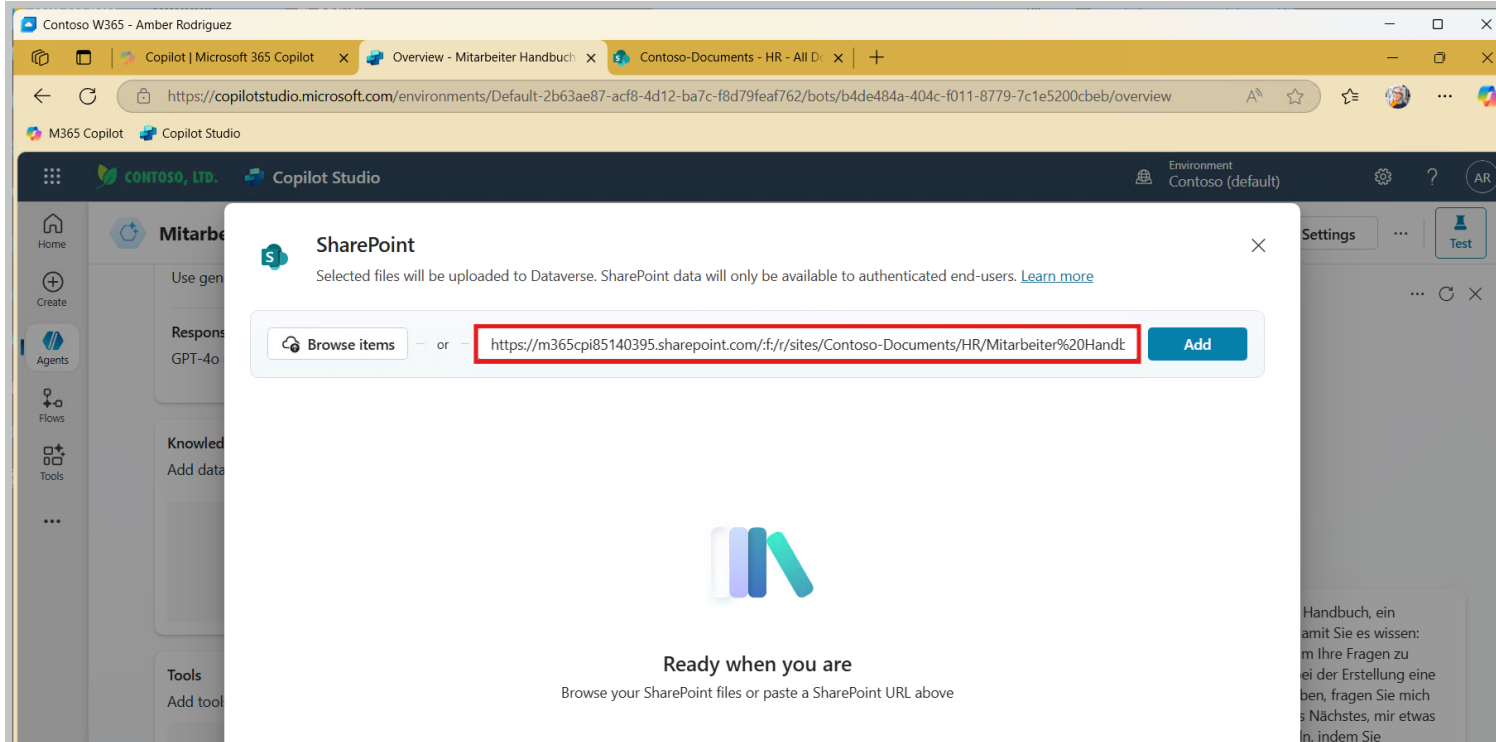 Contoso W365 - Amber Rodriguez
Copilot | Microsoft 365 Copilot
Overview - Mitarbeiter Handbuch
Contoso-Documents - HR - All Do
https://copilotstudio.microsoft.com/environments/Default-2b63ae87-acf8-4d12-ba7c-f8d79feaf762/bots/b4de484a-404c-f011-8779-7c1e5200cbeb/overview
M365 Copilot
Copilot Studio
CONTOSO, LTD.
Copilot Studio
Environment
Contoso (default)
?
AR
Home
Create
Agents
Flows
Tools
Mitarbe
Settings
Test
Use gen
Respons
GPT-4o
Knowled
Add data
Tools
Add tool
SharePoint
Selected files will be uploaded to Dataverse. SharePoint data will only be available to authenticated end-users. Learn more
Browse items
or
https://m365cpi85140395.sharepoint.com/:f:/r/sites/Contoso-Documents/HR/Mitarbeiter%20Handb
Add
Ready when you are
Browse your SharePoint files or paste a SharePoint URL above
Handbuch, ein
amit Sie es wissen:
m Ihre Fragen zu
ei der Erstellung eine
ben, fragen Sie mich
s Nächstes, mir etwas
ln, indem Sie